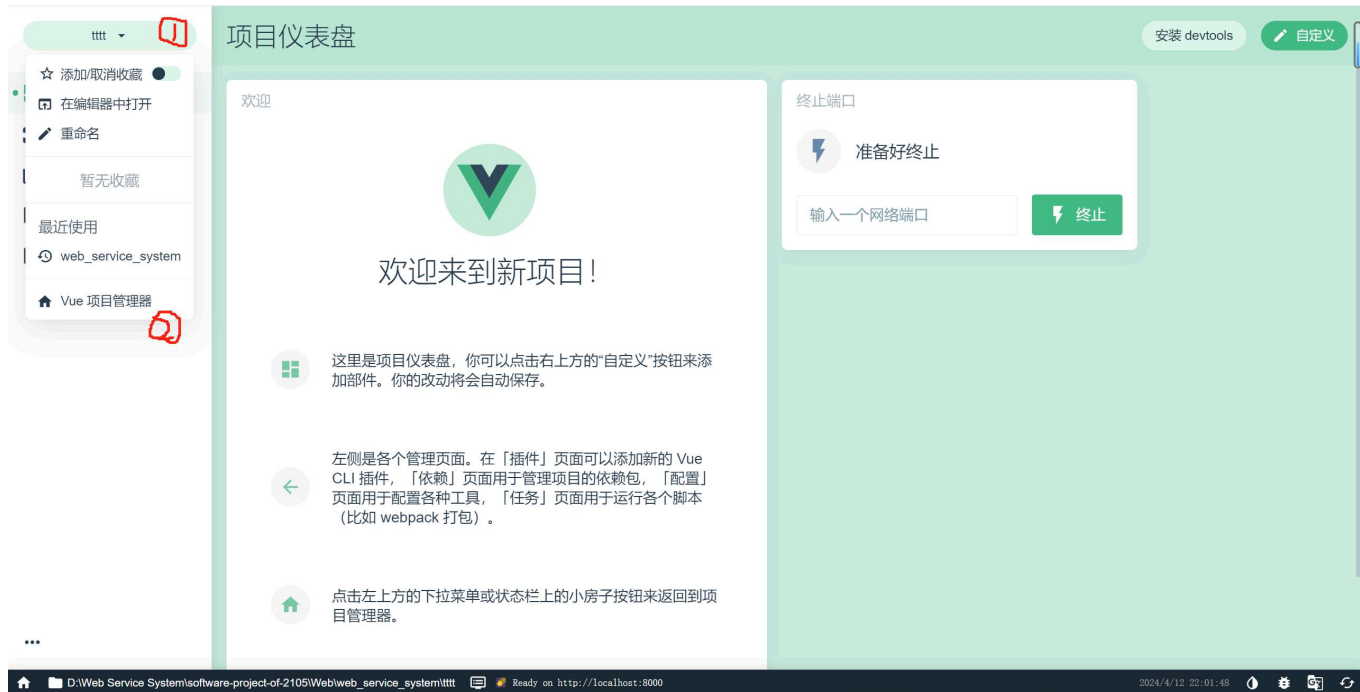 tttt
1
项目仪表盘
安装 devtools
自定义
添加/取消收藏
在编辑器中打开
重命名
暂无收藏
最近使用
web_service_system
Vue 项目管理器
2
欢迎
欢迎来到新项目！
这里是项目仪表盘，你可以点击右上方的“自定义”按钮来添
加部件。你的改动将会自动保存。
左侧是各个管理页面。在「插件」页面可以添加新的 Vue
CLI 插件，「依赖」页面用于管理项目的依赖包，「配置」
页面用于配置各种工具，「任务」页面用于运行各个脚本
（比如 webpack 打包）。
点击左上方的下拉菜单或状态栏上的小房子按钮来返回到项
目管理器。
终止端口
准备好终止
输入一个网络端口
终止
D:\Web Service System\software-project-of-2105\Web\web_service_system\tttt
Ready on http://localhost:8000
2024/4/12 22:01:48